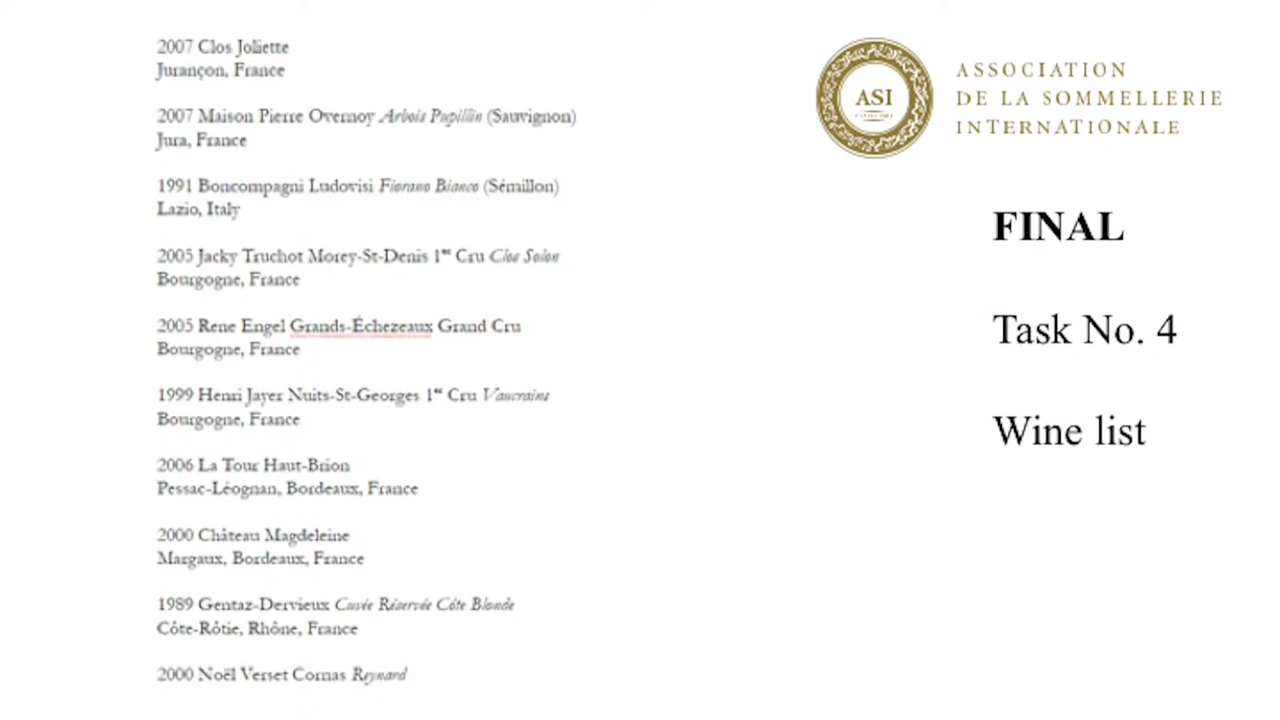 2007 Clos Joliette
Jurançon, France
2007 Maison Pierre Overnoy Arbois Pupillin (Sauvignon)
Jura, France
1991 Boncompagni Ludovisi Fiorano Bianco (Sémillon)
Lazio, Italy
2005 Jacky Truchot Morey-St-Denis 1er Cru Clos Solon
Bourgogne, France
2005 Rene Engel Grands-Échezeaux Grand Cru
Bourgogne, France
1999 Henri Jayer Nuits-St-Georges 1er Cru Vaucrains
Bourgogne, France
2006 La Tour Haut-Brion
Pessac-Léognan, Bordeaux, France
2000 Château Magdeleine
Margaux, Bordeaux, France
1989 Gentaz-Dervieux Cuvée Réservée Côte Blonde
Côte-Rôtie, Rhône, France
2000 Noël Verset Cornas Reynard
ASI
ASSOCIATION
DE LA SOMMELLERIE
INTERNATIONALE
FINAL
Task No. 4
Wine list